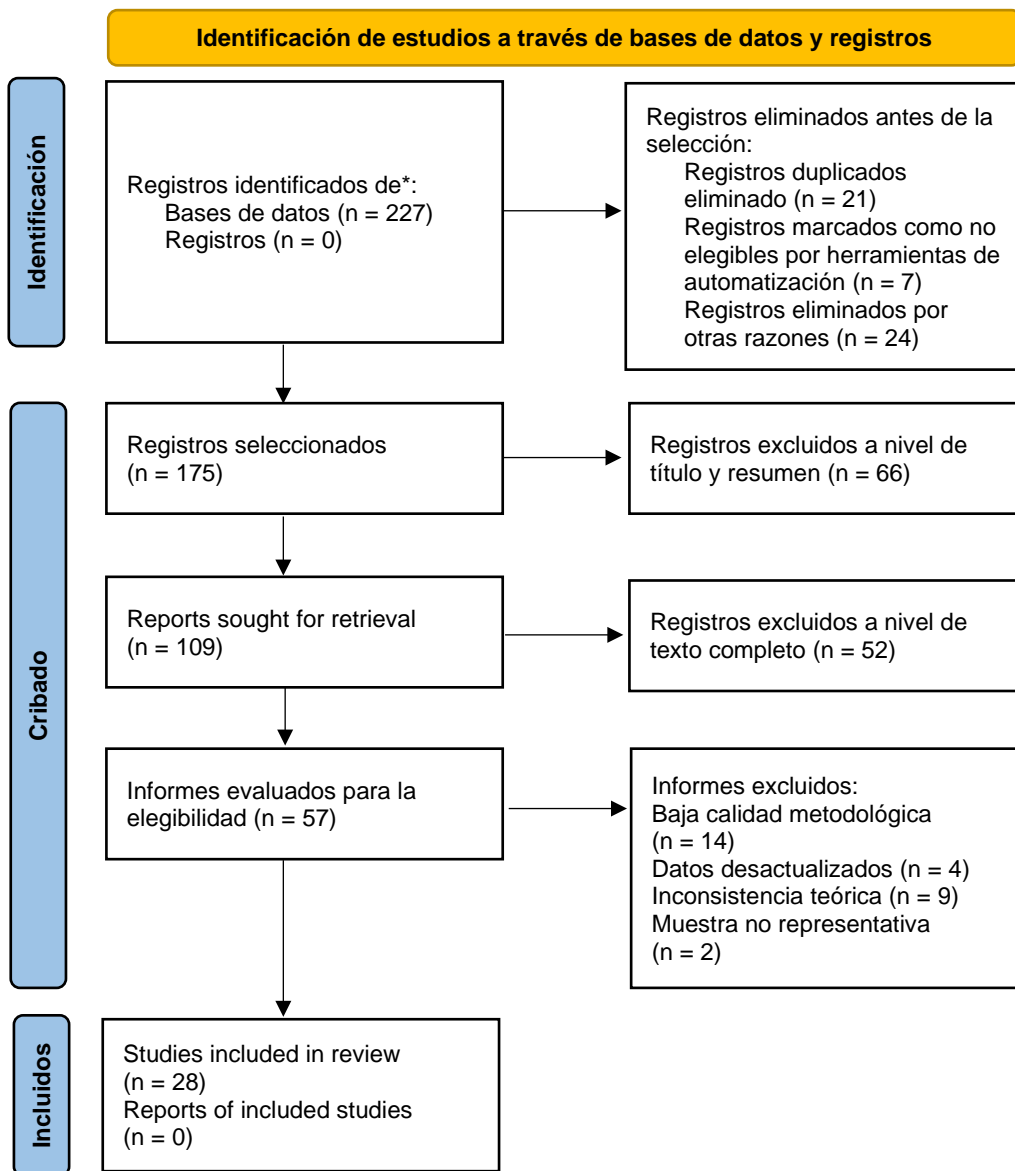 Identificación de estudios a través de bases de datos y registros
Identificación
Registros identificados de*:
Bases de datos (n = 227)
Registros (n = 0)
Registros eliminados antes de la
selección:
Registros duplicados
eliminado (n = 21)
Registros marcados como no
elegibles por herramientas de
automatización (n = 7)
Registros eliminados por
otras razones (n = 24)
Cribado
Registros seleccionados
(n = 175)
Registros excluidos a nivel de
título y resumen (n = 66)
Reports sought for retrieval
(n = 109)
Registros excluidos a nivel de
texto completo (n = 52)
Informes evaluados para la
elegibilidad (n = 57)
Informes excluidos:
Baja calidad metodológica
(n = 14)
Datos desactualizados (n = 4)
Inconsistencia teórica (n = 9)
Muestra no representativa
(n = 2)
Incluidos
Studies included in review
(n = 28)
Reports of included studies
(n = 0)